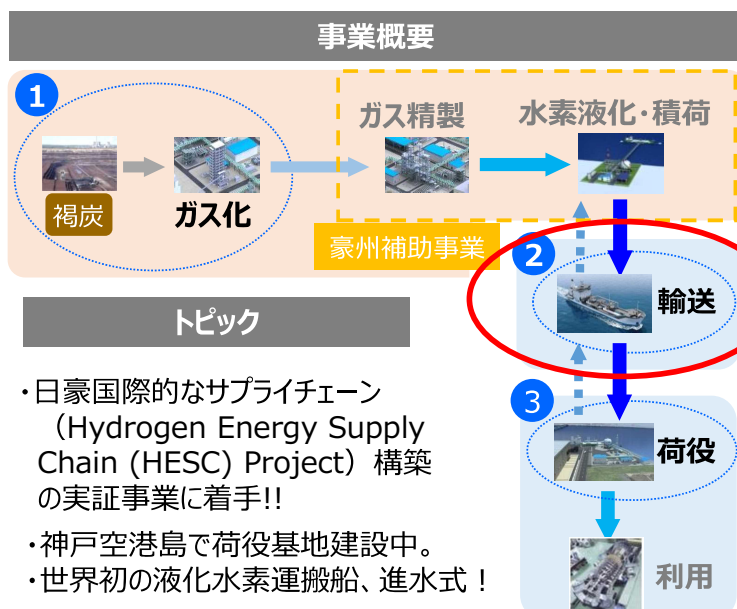 事業概要
1
ガス精製
水素液化・積荷
褐炭
ガス化
豪州補助事業
2
輸送
トピック
・日豪国際的なサプライチェーン
（Hydrogen Energy Supply
Chain (HESC) Project）構築
の実証事業に着手!!
・神戸空港島で荷役基地建設中。
・世界初の液化水素運搬船、進水式！
3
荷役
利用